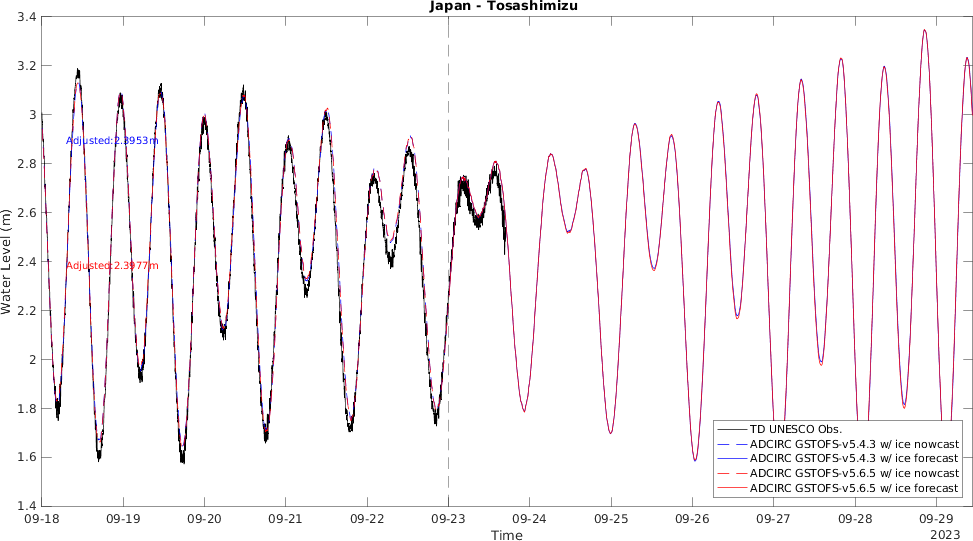 Japan - Tosashimizu
3.4
3.2
3
2.8
2.6
2.4
2.2
2
1.8
1.6
1.4
Water Level (m)
Adjusted:2.3953m
Adjusted:2.3977m
TD UNESCO Obs.
ADCIRC GSTOFS-v5.4.3 w/ ice nowcast
ADCIRC GSTOFS-v5.4.3 w/ ice forecast
ADCIRC GSTOFS-v5.6.5 w/ ice nowcast
ADCIRC GSTOFS-v5.6.5 w/ ice forecast
09-18 09-19 09-20 09-21 09-22 09-23 09-24 09-25 09-26 09-27 09-28 09-29
Time
2023